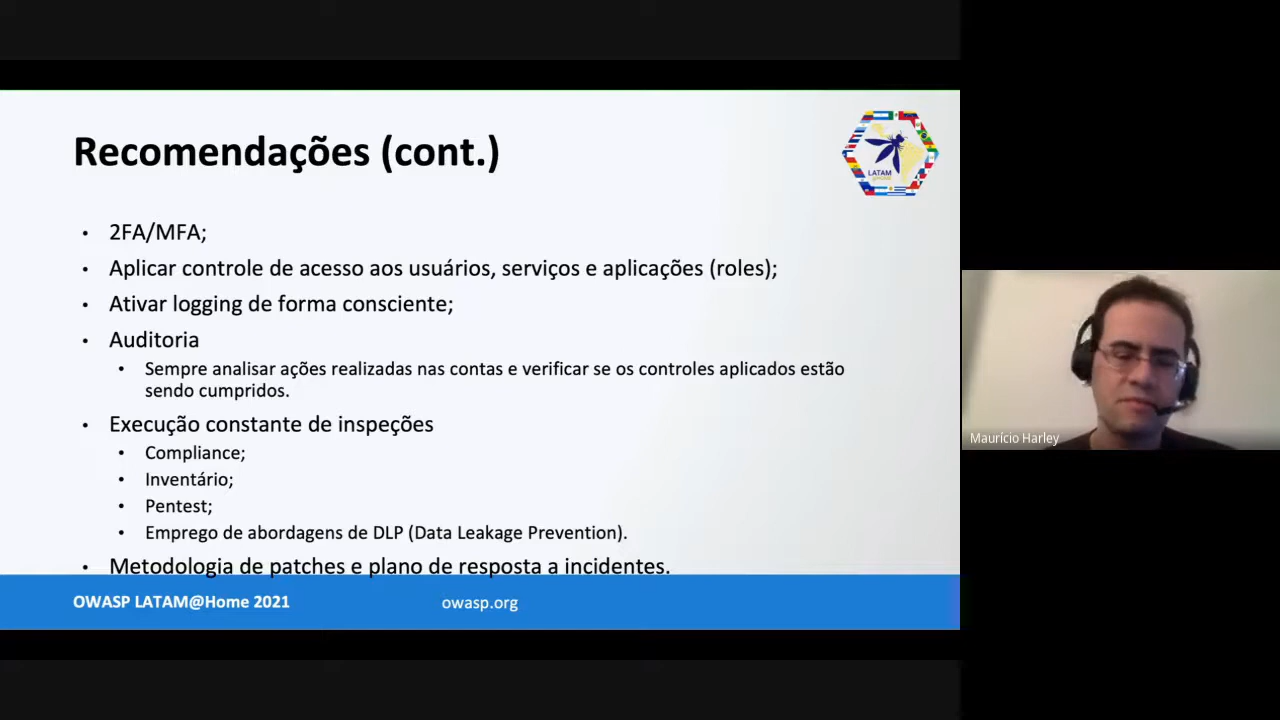 Recomendações (cont.)
LATAM
• 2FA/MFA;
• Aplicar controle de acesso aos usuários, serviços e aplicações (roles);
• Ativar logging de forma consciente;
• Auditoria
• Sempre analisar ações realizadas nas contas e verificar se os controles aplicados estão
sendo cumpridos.
• Execução constante de inspeções
• Compliance;
• Inventário;
• Pentest;
• Emprego de abordagens de DLP (Data Leakage Prevention).
• Metodologia de patches e plano de resposta a incidentes.
OWASP LATAM@Home 2021
owasp.org
Maurício Harley